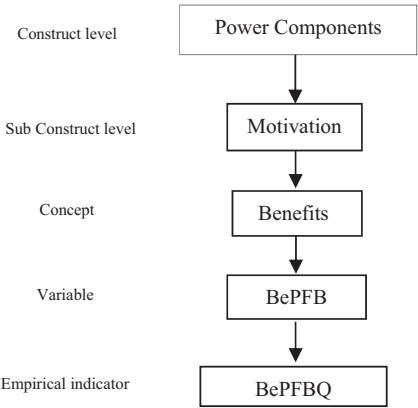 Construct level
Power Components
Sub Construct level
Motivation
Concept
Benefits
Variable
BePFB
Empirical indicator
BePFBQ